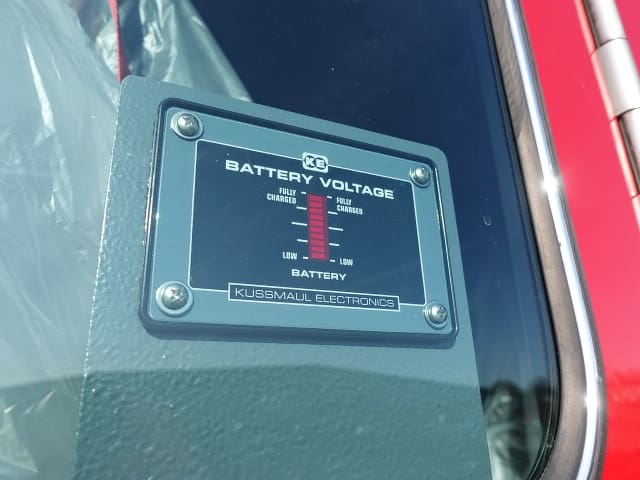 KE
BATTERY VOLTAGE
FULLY
CHARGED
FULLY
CHARGED
LOW
LOW
BATTERY
KUSSMAUL ELECTRONICS